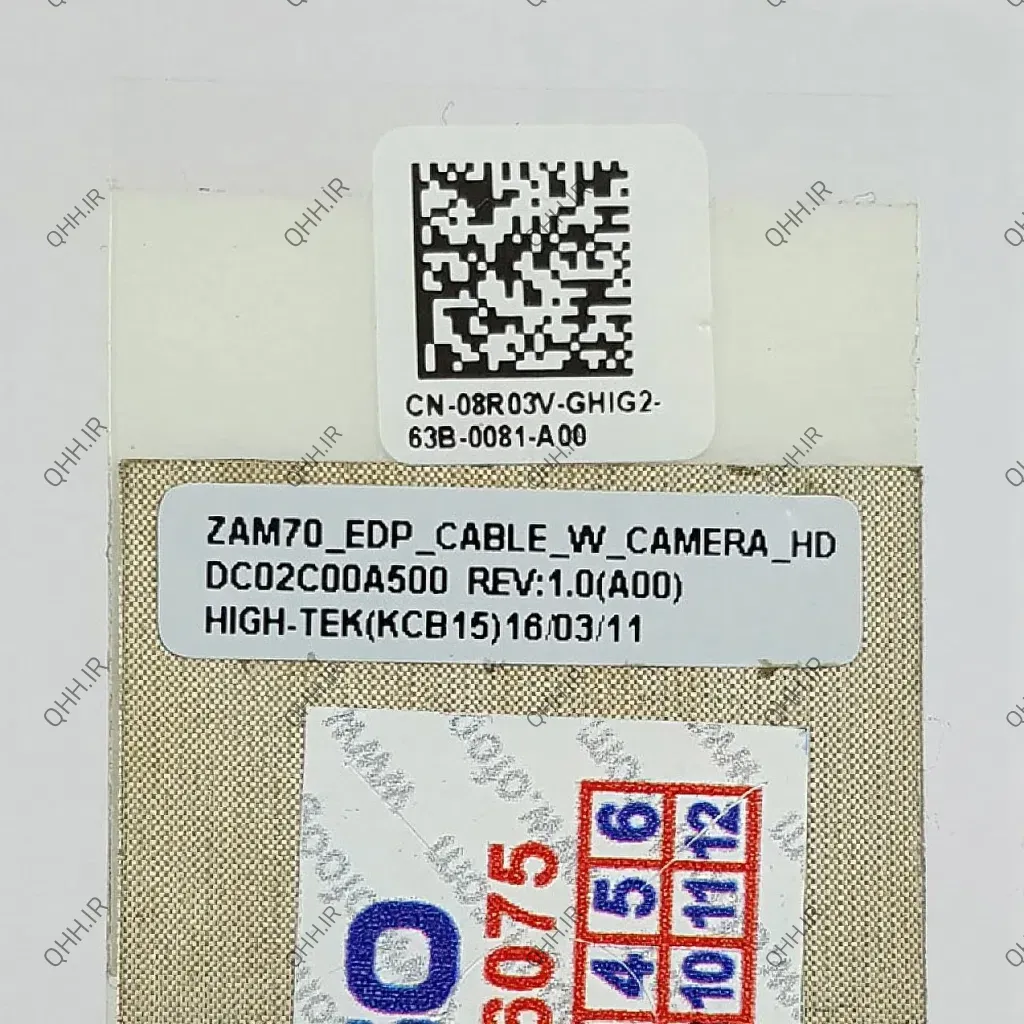 CN-08R03V-GHIG2-
63B-0081-A00
ZAM70_EDP_CABLE_W_CAMERA_HD
DC02C00A500 REV:1.0(A00)
HIGH-TEK(KCB15)16/03/11
6075
4 5 6
10 11 12
QHH.IR